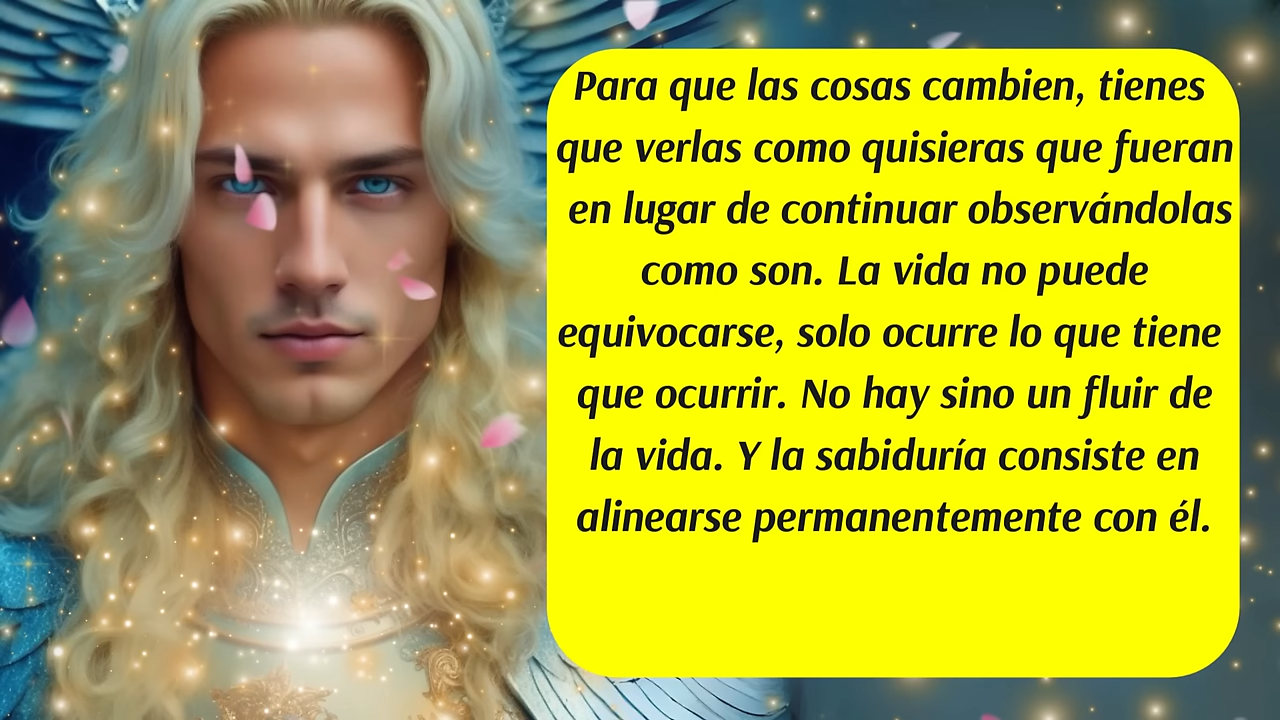 Para que las cosas cambien, tienes
que verlas como quisieras que fueran
en lugar de continuar observándolas
como son. La vida no puede
equivocarse, solo ocurre lo que tiene
que ocurrir. No hay sino un fluir de
la vida. Y la sabiduría consiste en
alinearse permanentemente con él.